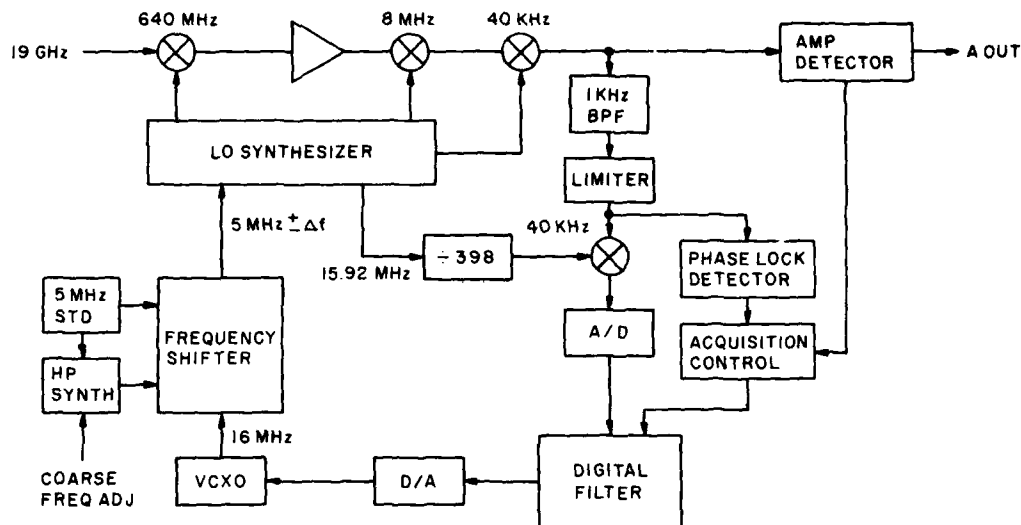 640 MHz
8 MHz
40 KHz
19 GHz
AMP
DETECTOR
A OUT
1 KHz
BPF
LO SYNTHESIZER
LIMITER
5 MHz ± Δf
40 KHz
15.92 MHz
÷ 398
PHASE LOCK
DETECTOR
5 MHz
STD
FREQUENCY
SHIFTER
A/D
ACQUISITION
CONTROL
HP
SYNTH
16 MHz
COARSE
FREQ ADJ
VCXO
D/A
DIGITAL
FILTER